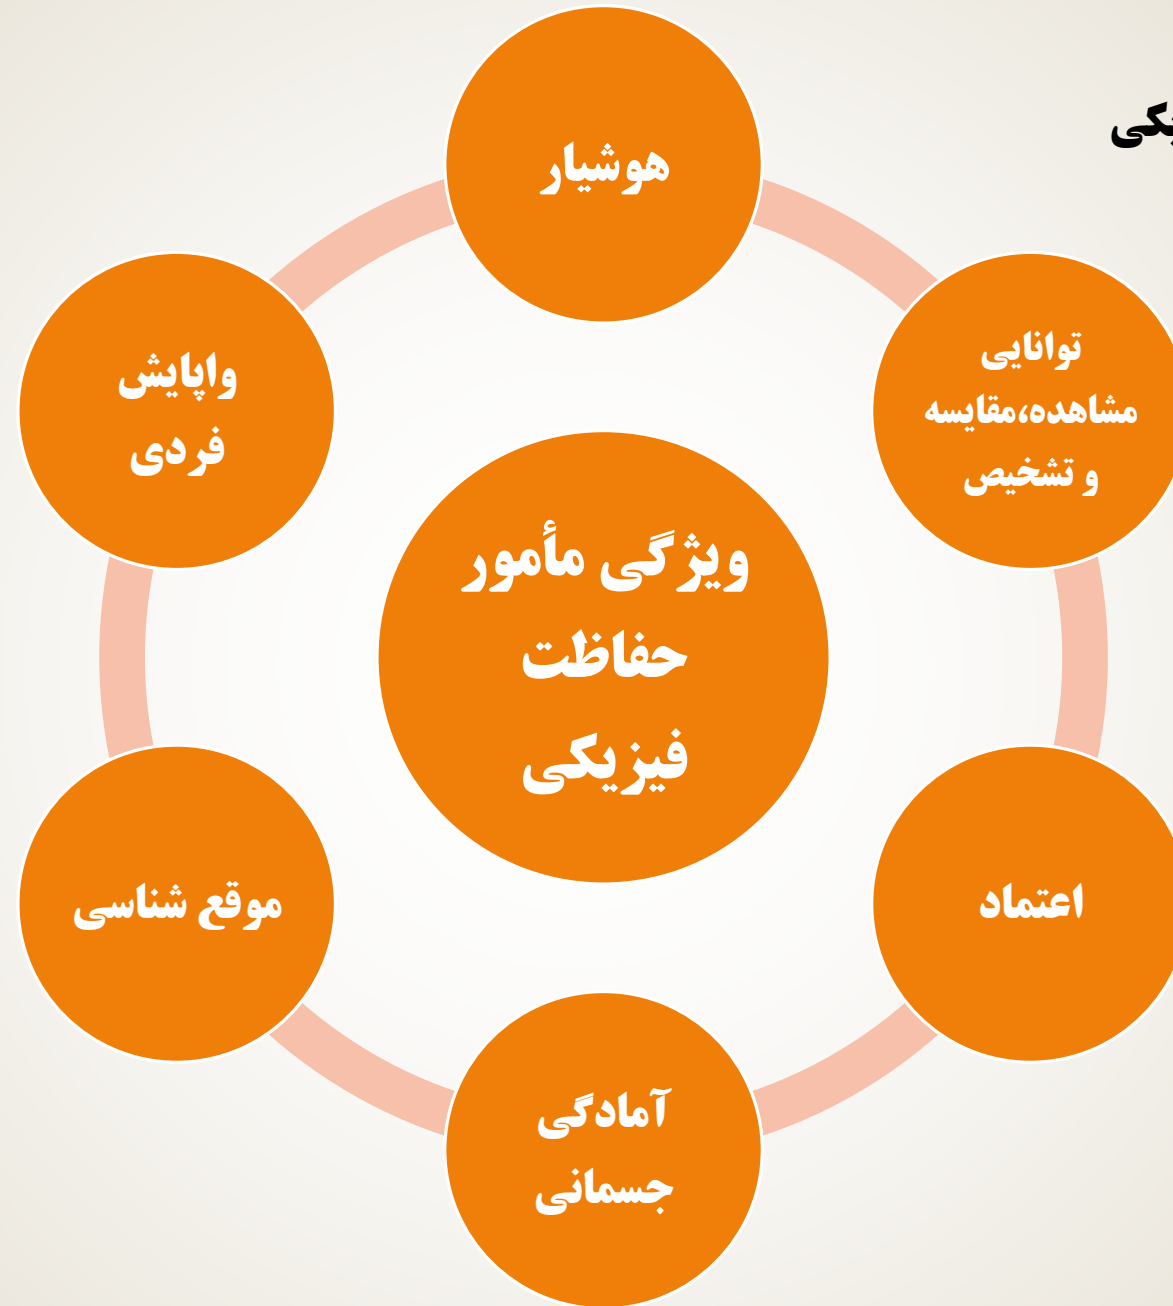 هوشیار
توانایی
مشاهده،مقایسه
و تشخیص
اعتماد
آمادگی
جسمانی
موقع شناسی
واپایش
فردی
ویژگی مأمور
حفاظت
فیزیکی